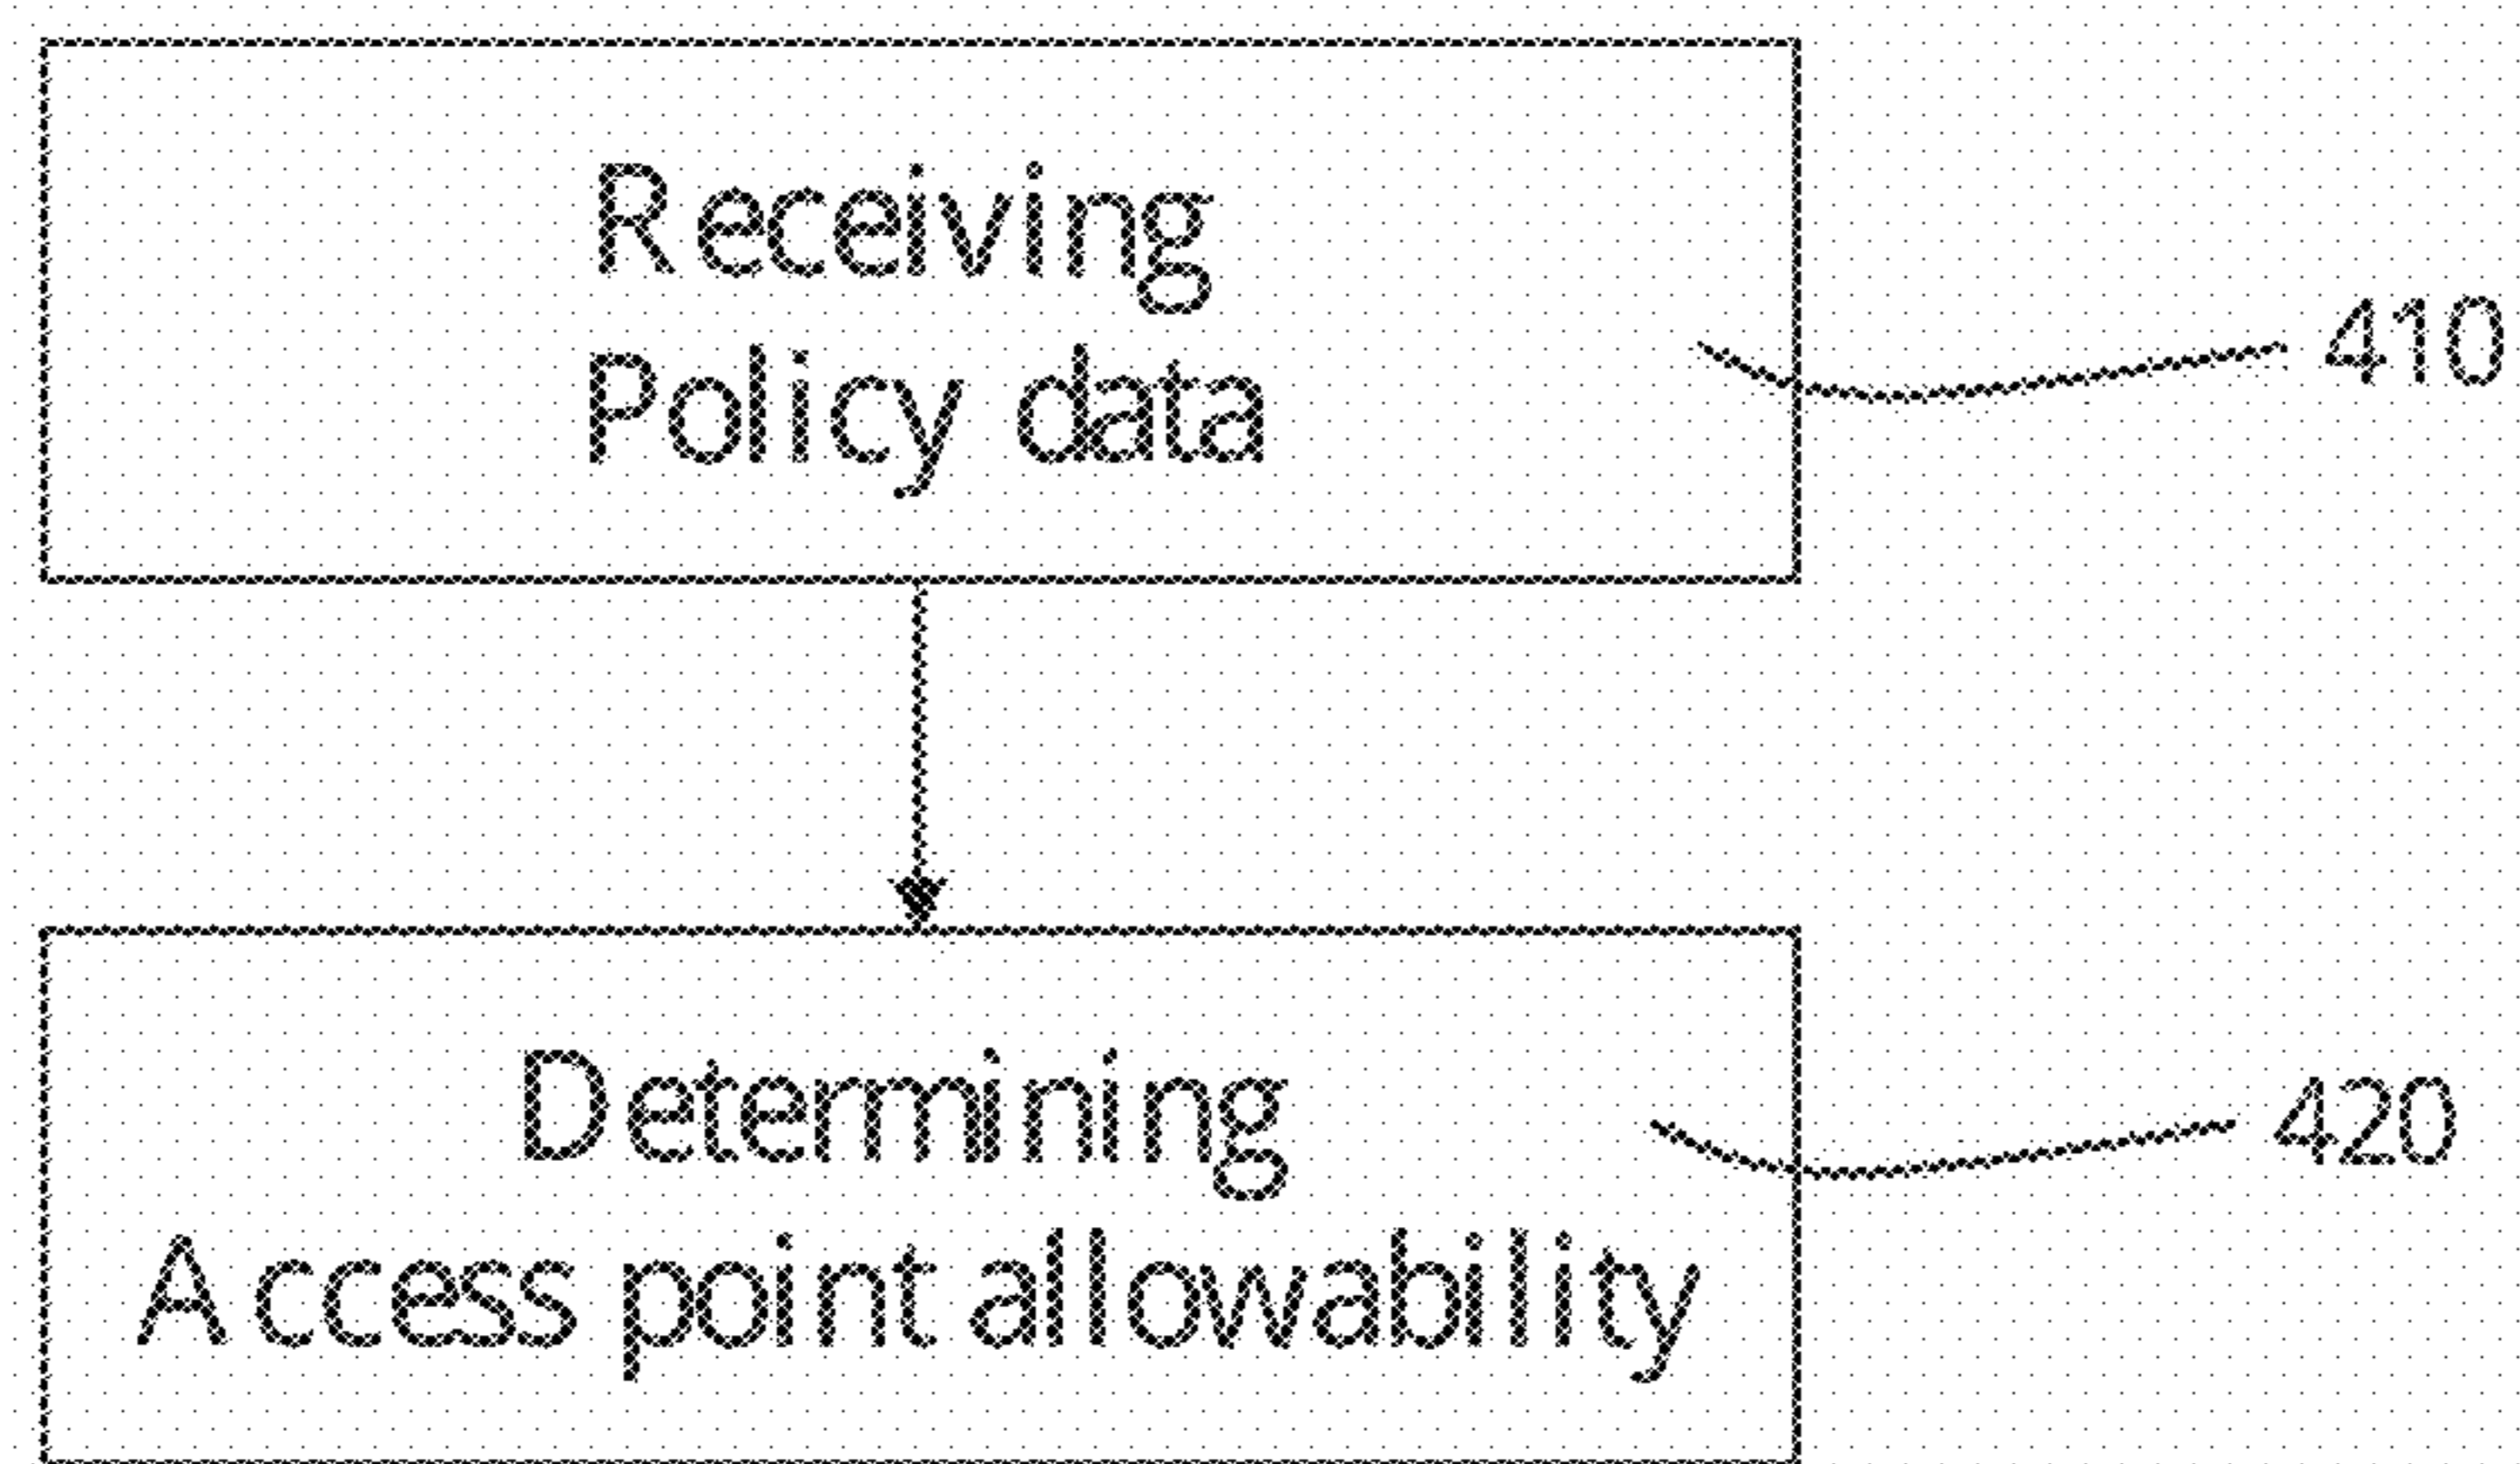 Receiving
Policy data
410
Determining
Access point allowability
420